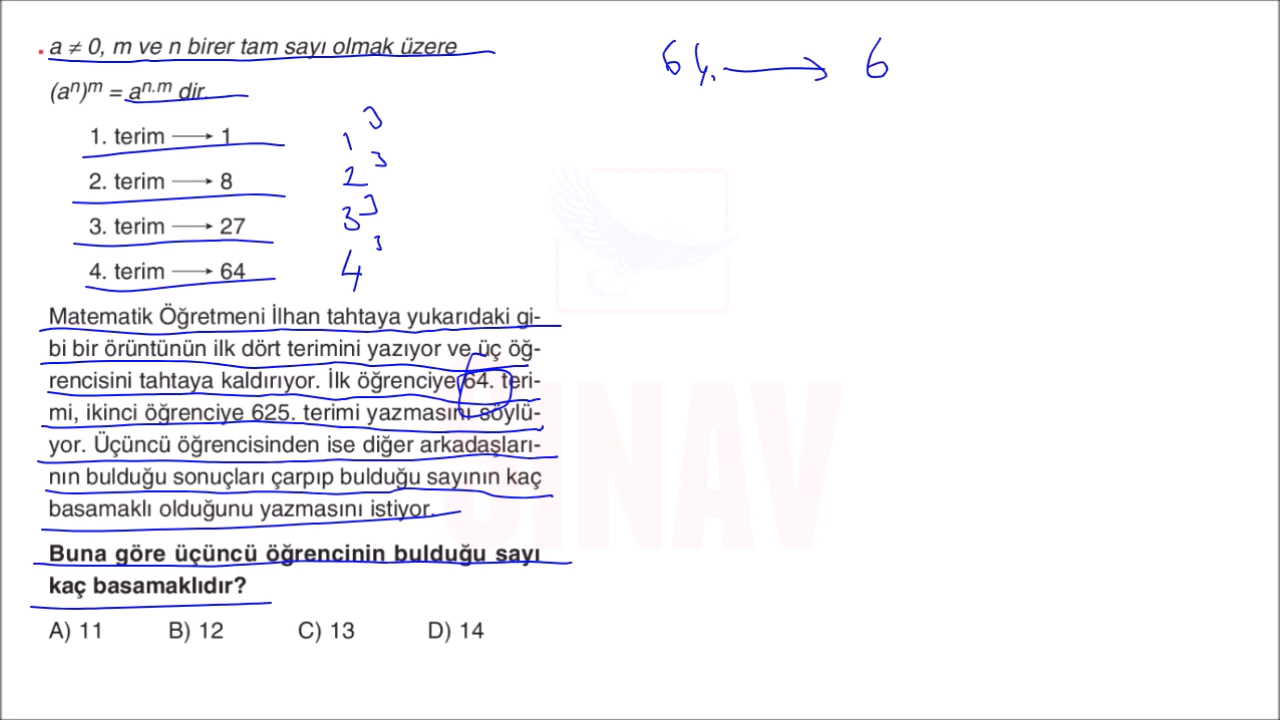 . a ≠ 0, m ve n birer tam sayı olmak üzere
(aⁿ)ᵐ = aⁿ·ᵐ dir.
1. terim → 1
2. terim → 8
3. terim → 27
4. terim → 64
1³
2³
3³
4³
64. → 6
Matematik Öğretmeni İlhan tahtaya yukarıdaki gi-
bi bir örüntünün ilk dört terimini yazıyor ve üç öğ-
rencisini tahtaya kaldırıyor. İlk öğrenciye 64. teri-
mi, ikinci öğrenciye 625. terimi yazmasını söylü-
yor. Üçüncü öğrencisinden ise diğer arkadaşları-
nın bulduğu sonuçları çarpıp bulduğu sayının kaç
basamaklı olduğunu yazmasını istiyor.
Buna göre üçüncü öğrencinin bulduğu sayı
kaç basamaklıdır?
A) 11 B) 12 C) 13 D) 14
SINAV